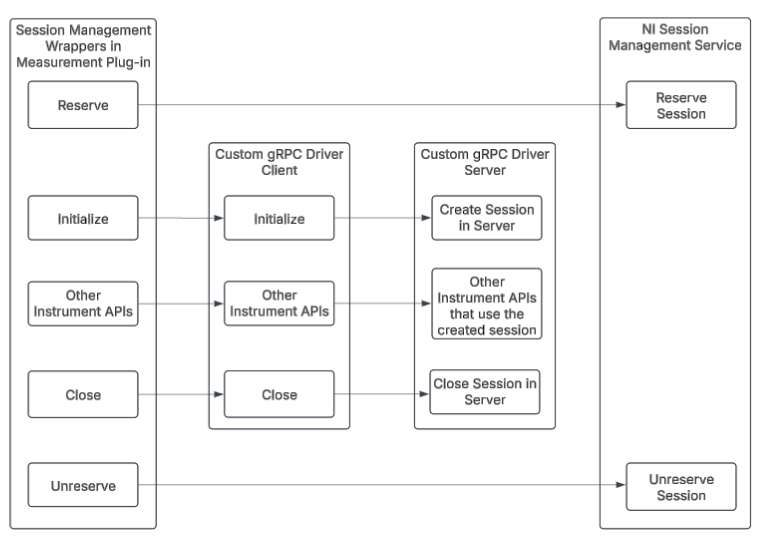 Session Management
Wrappers in
Measurement Plug-in
NI Session
Management Service
Reserve
Reserve
Session
Custom gRPC Driver
Client
Custom gRPC Driver
Server
Initialize
Initialize
Create Session
in Server
Other
Instrument APIs
Other
Instrument APIs
Other
Instrument APIs
that use the
created session
Close
Close
Close Session in
Server
Unreserve
Unreserve
Session